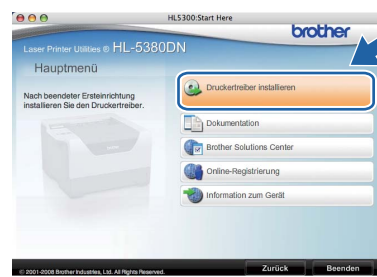 HL5300:Start Here
brother
Laser Printer Utilities ® HL-5380DN
Hauptmenü
Nach beendeter Ersteinrichtung
installieren Sie den Druckertreiber.
Druckertreiber installieren
Dokumentation
Brother Solutions Center
Online-Registrierung
Information zum Gerät
© 2001-2008 Brother Industries, Ltd. All Rights Reserved.
Zurück
Beenden